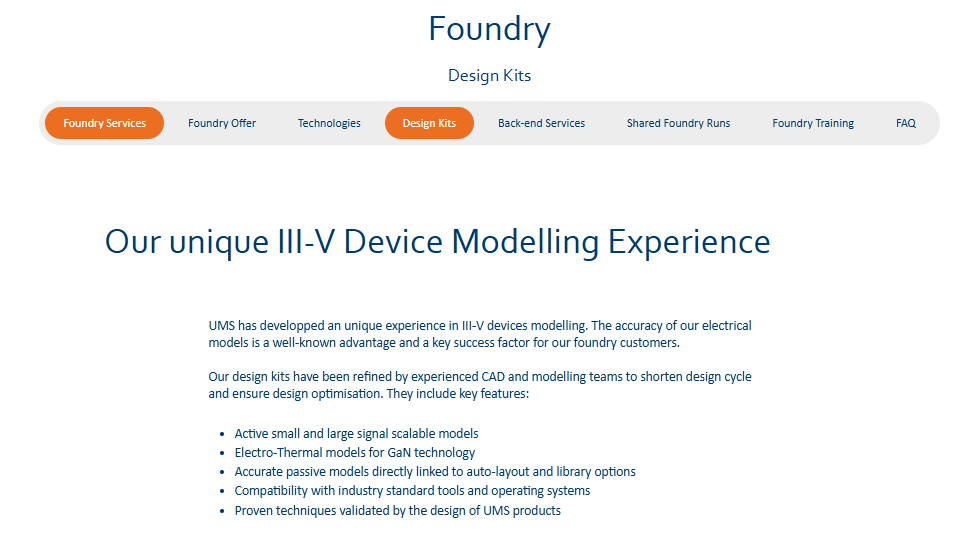 Foundry
Design Kits
Foundry Services
Foundry Offer
Technologies
Design Kits
Back-end Services
Shared Foundry Runs
Foundry Training
FAQ
Our unique III-V Device Modelling Experience
UMS has developped an unique experience in III-V devices modelling. The accuracy of our electrical
models is a well-known advantage and a key success factor for our foundry customers.
Our design kits have been refined by experienced CAD and modelling teams to shorten design cycle
and ensure design optimisation. They include key features:
• Active small and large signal scalable models
• Electro-Thermal models for GaN technology
• Accurate passive models directly linked to auto-layout and library options
• Compatibility with industry standard tools and operating systems
• Proven techniques validated by the design of UMS products